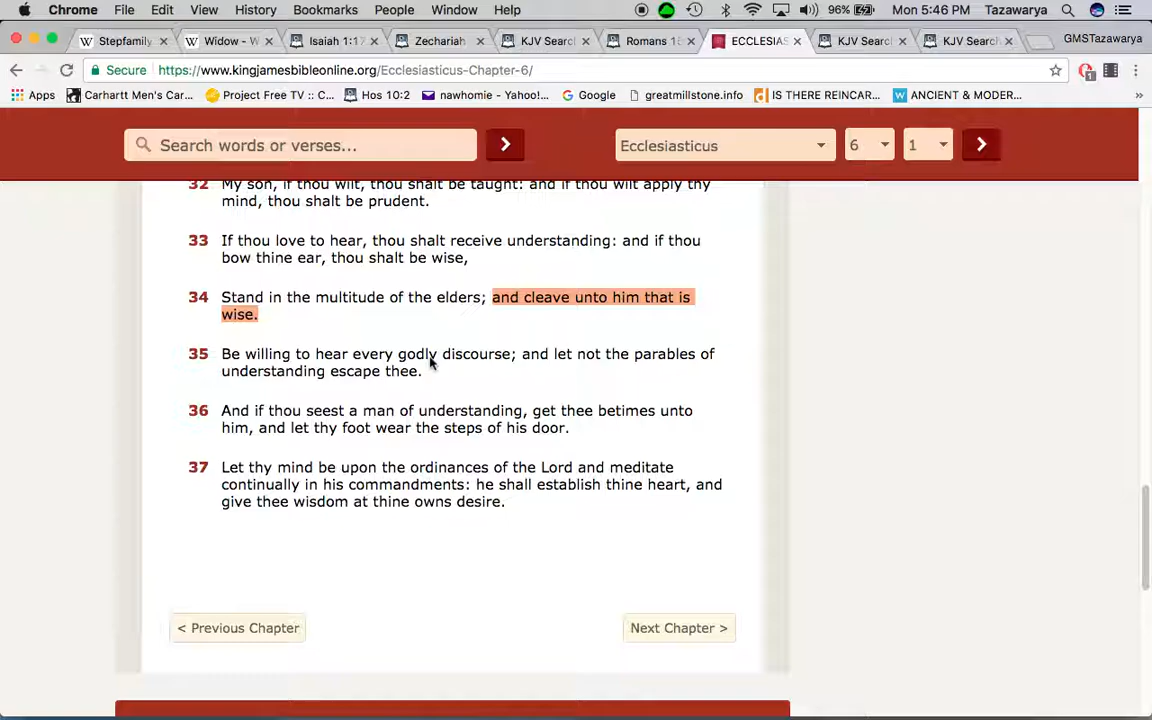 Chrome File Edit View History Bookmarks People Window Help 96% Mon 5:46 PM Tazawarya
Stepfamily Widow - W Isaiah 1:17 Zechariah KJV Searc Romans 15 ECCLESIAS KJV Searc KJV Searc GMSTazawarya
Secure https://www.kingjamesbibleonline.org/Ecclesiasticus-Chapter-6/
Apps Carhartt Men's Car... Project Free TV :: C... Hos 10:2 nawhomie - Yahoo!... Google greatmillstone.info IS THERE REINCAR... ANCIENT & MODER... »
Search words or verses... Ecclesiasticus 6 1
32 My son, if thou wilt, thou shalt be taught: and if thou wilt apply thy
mind, thou shalt be prudent.
33 If thou love to hear, thou shalt receive understanding: and if thou
bow thine ear, thou shalt be wise,
34 Stand in the multitude of the elders; and cleave unto him that is
wise.
35 Be willing to hear every godly discourse; and let not the parables of
understanding escape thee.
36 And if thou seest a man of understanding, get thee betimes unto
him, and let thy foot wear the steps of his door.
37 Let thy mind be upon the ordinances of the Lord and meditate
continually in his commandments: he shall establish thine heart, and
give thee wisdom at thine owns desire.
< Previous Chapter Next Chapter >